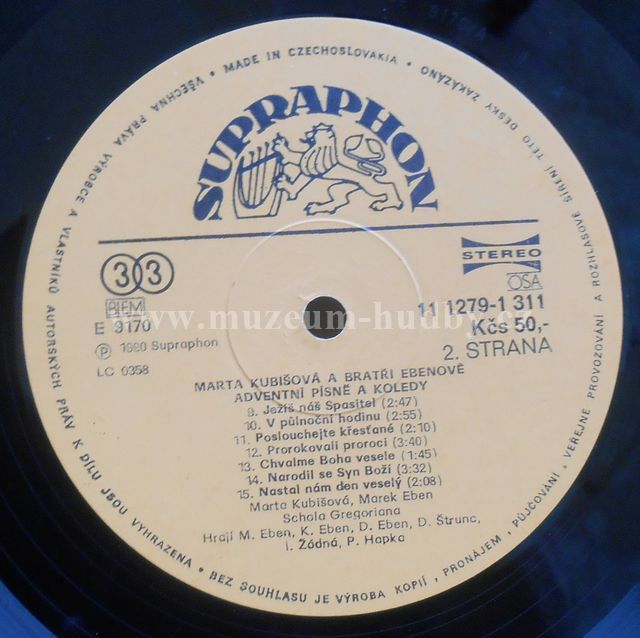 • MADE IN CZECHOSLOVAKIA • VŠECHNA PRÁVA VÝROBCE A VLASTNÍKŮ AUTORSKÝCH PRÁV K DÍLU JSOU VYHRAZENA • BEZ SOUHLASU JE VÝROBA KOPIÍ, PRONÁJEM, PŮJČOVÁNÍ • VEŘEJNÉ PROVOZOVÁNÍ A ROZHLASOVÉ ŠÍŘENÍ TÉTO DESKY ZAKÁZÁNO
SUPRAPHON
33
STEREO
BIEM
OSA
E 3170
11 1279-1 311
www.muzeum-hudby.cz
Kčs 50,-
℗ 1990 Supraphon
2. STRANA
LC 0358
MARTA KUBIŠOVÁ A BRATŘI EBENOVÉ
ADVENTNÍ PÍSNĚ A KOLEDY
9. Ježíš náš Spasitel (2:47)
10. V půlnoční hodinu (2:55)
11. Poslouchejte křesťané (2:10)
12. Prorokovali proroci (3:40)
13. Chvalme Boha vesele (1:45)
14. Narodil se Syn Boží (3:32)
15. Nastal nám den veselý (2:08)
Marta Kubišová, Marek Eben
Schola Gregoriana
Hrají M. Eben, K. Eben, D. Eben, D. Štrunc,
I. Žádná, P. Hapka